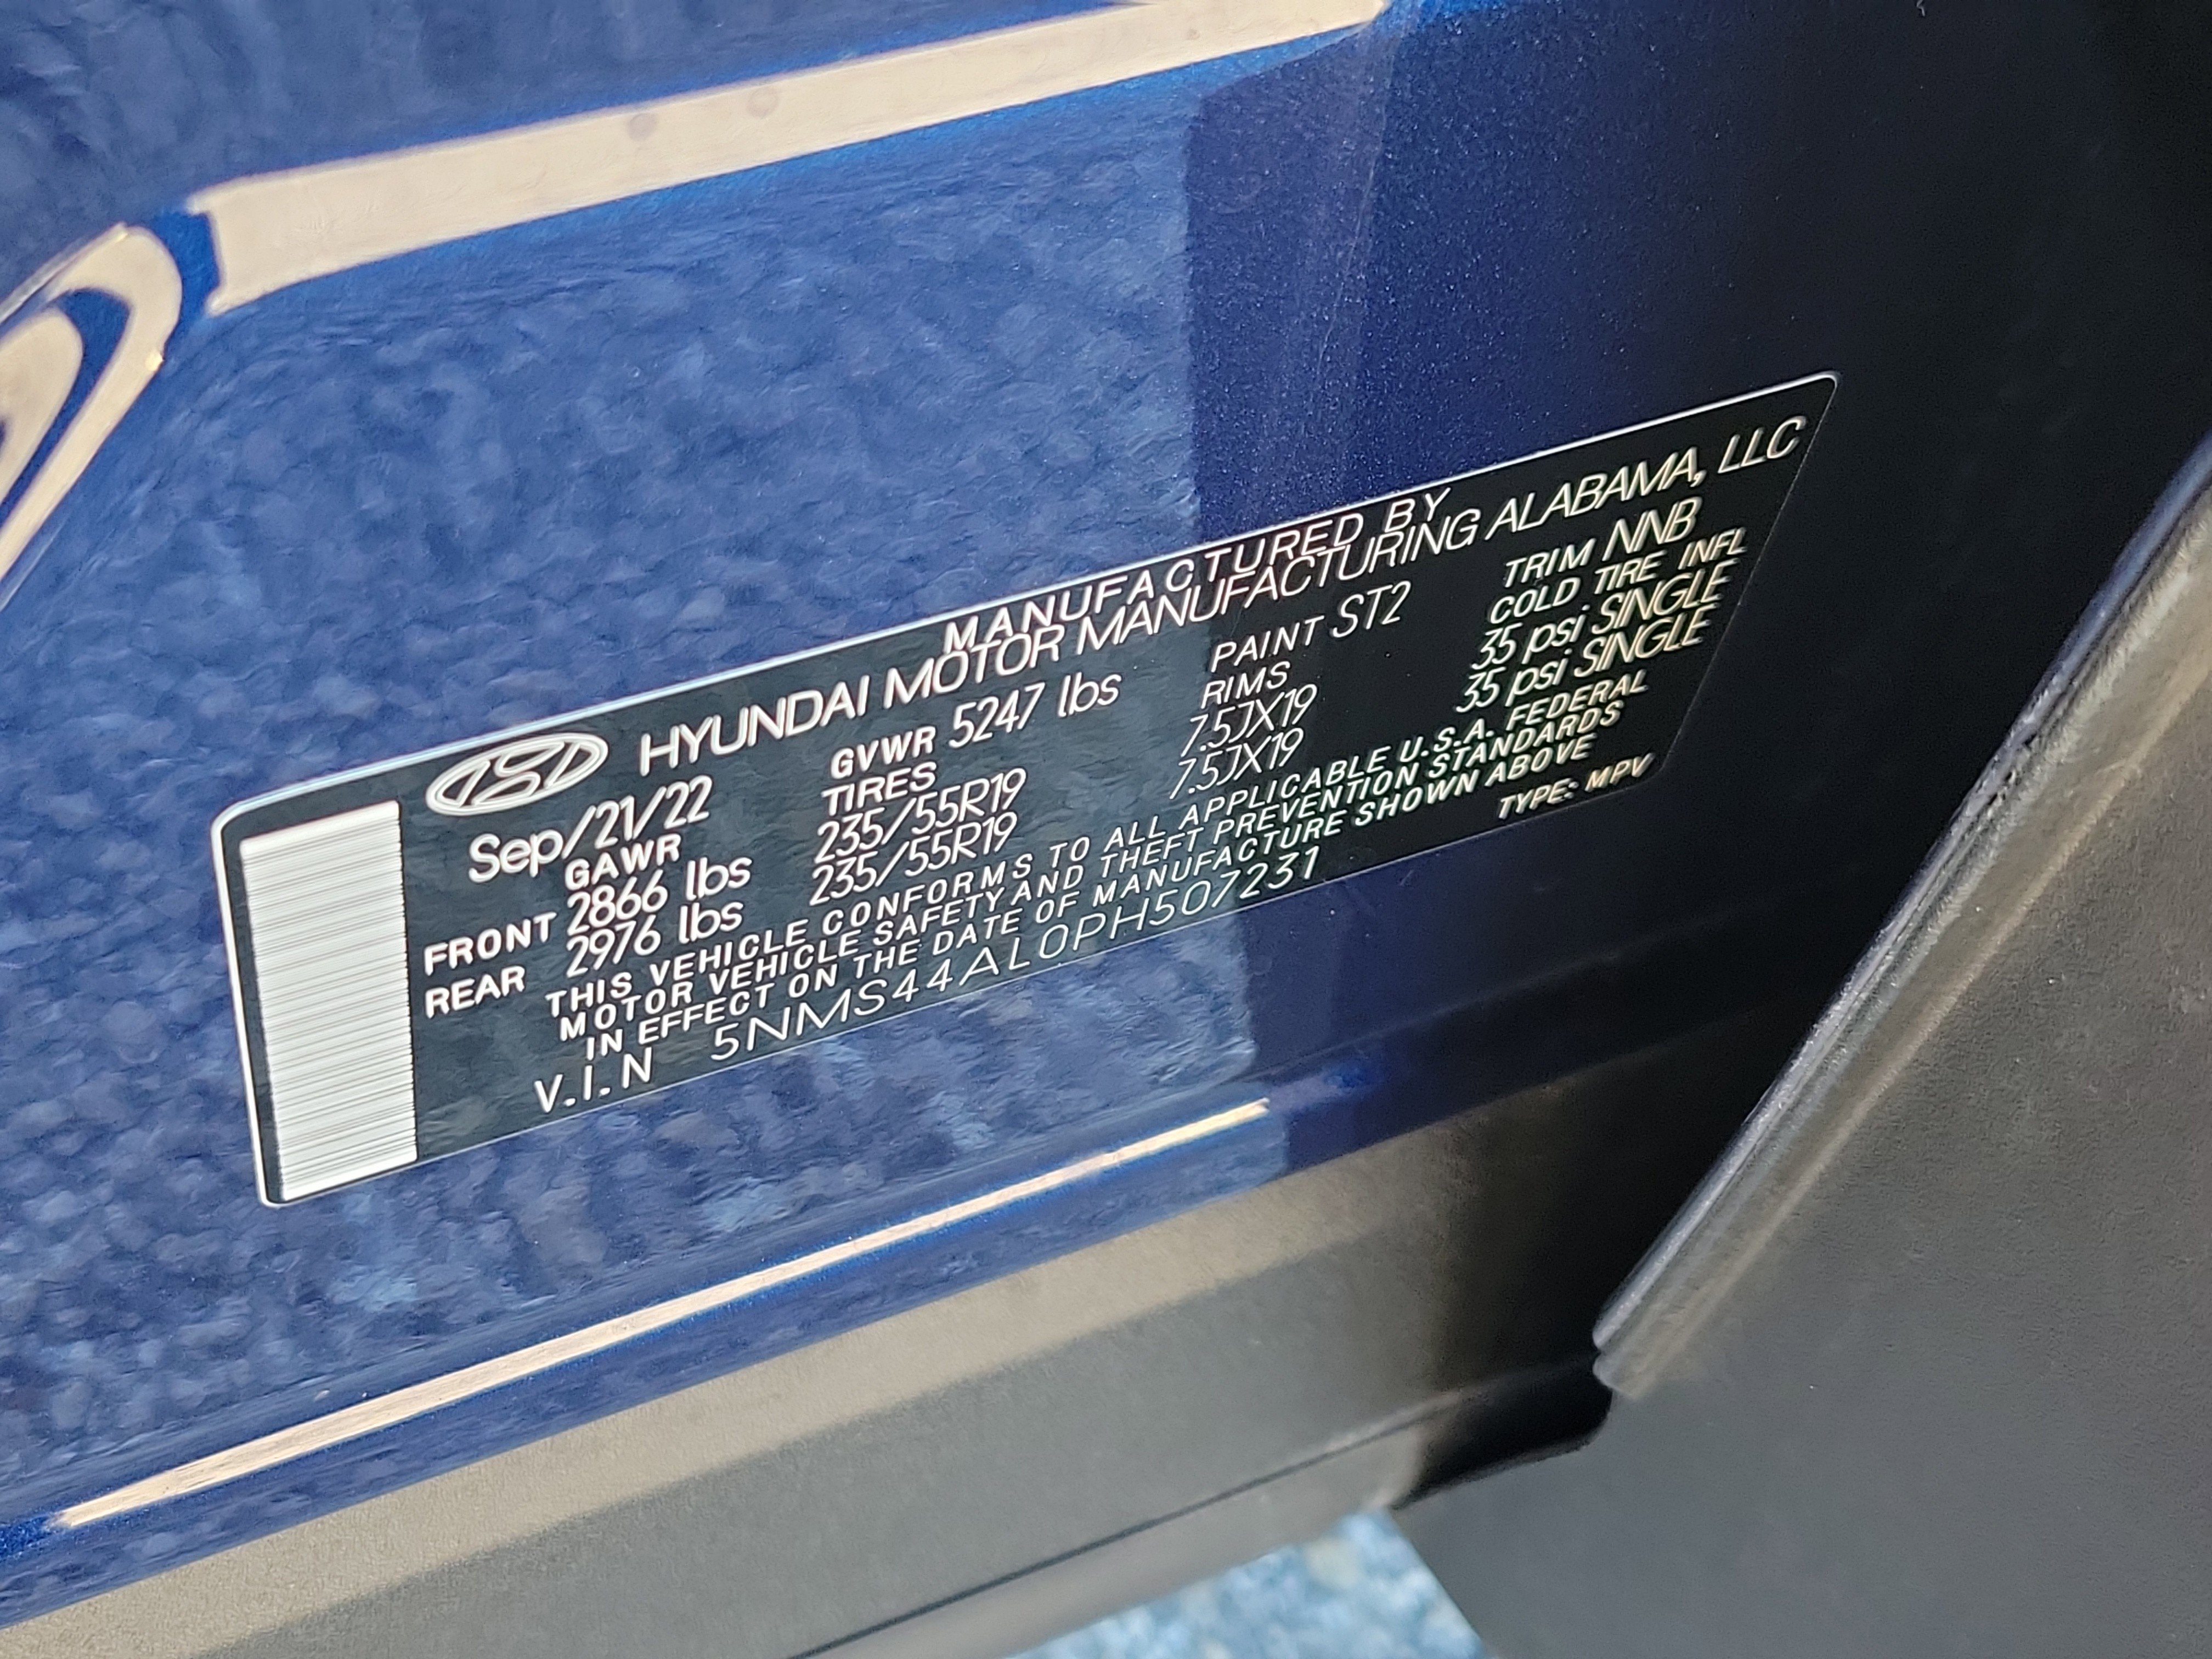 MANUFACTURED BY
HYUNDAI MOTOR MANUFACTURING ALABAMA, LLC
Sep/21/22 GVWR 5247 lbs PAINT ST2 TRIM NNB
GAWR TIRES RIMS COLD TIRE INFL
FRONT 2866 lbs 235/55R19 7.5JX19 35 psi SINGLE
REAR 2976 lbs 235/55R19 7.5JX19 35 psi SINGLE
THIS VEHICLE CONFORMS TO ALL APPLICABLE U.S.A. FEDERAL
MOTOR VEHICLE SAFETY AND THEFT PREVENTION STANDARDS
IN EFFECT ON THE DATE OF MANUFACTURE SHOWN ABOVE
V.I.N 5NMS44AL0PH507231 TYPE: MPV